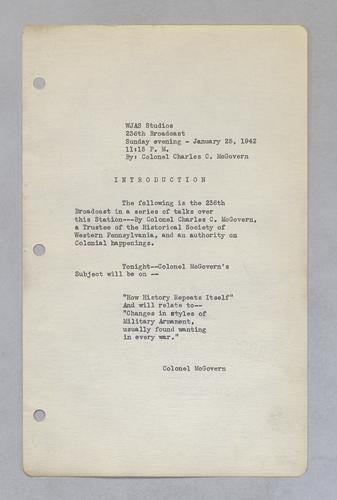 WJAS Studios
236th Broadcast
Sunday evening - January 25, 1942
11:15 P. M.
By: Colonel Charles C. McGovern
INTRODUCTION
The following is the 236th
Broadcast in a series of talks over
this Station---By Colonel Charles C. McGovern,
a Trustee of the Historical Society of
Western Pennsylvania, and an authority on
Colonial happenings.
Tonight--Colonel McGovern's
Subject will be on --
"How History Repeats Itself"
And will relate to--
"Changes in styles of
Military Armament,
usually found wanting
in every war."
Colonel McGovern